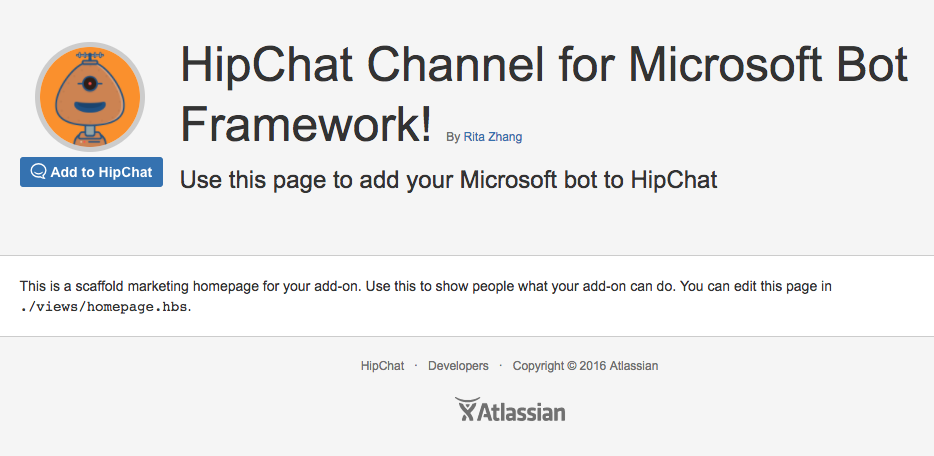 HipChat Channel for Microsoft Bot
Framework! By Rita Zhang
Add to HipChat
Use this page to add your Microsoft bot to HipChat
This is a scaffold marketing homepage for your add-on. Use this to show people what your add-on can do. You can edit this page in
./views/homepage.hbs.
HipChat · Developers · Copyright © 2016 Atlassian
Atlassian